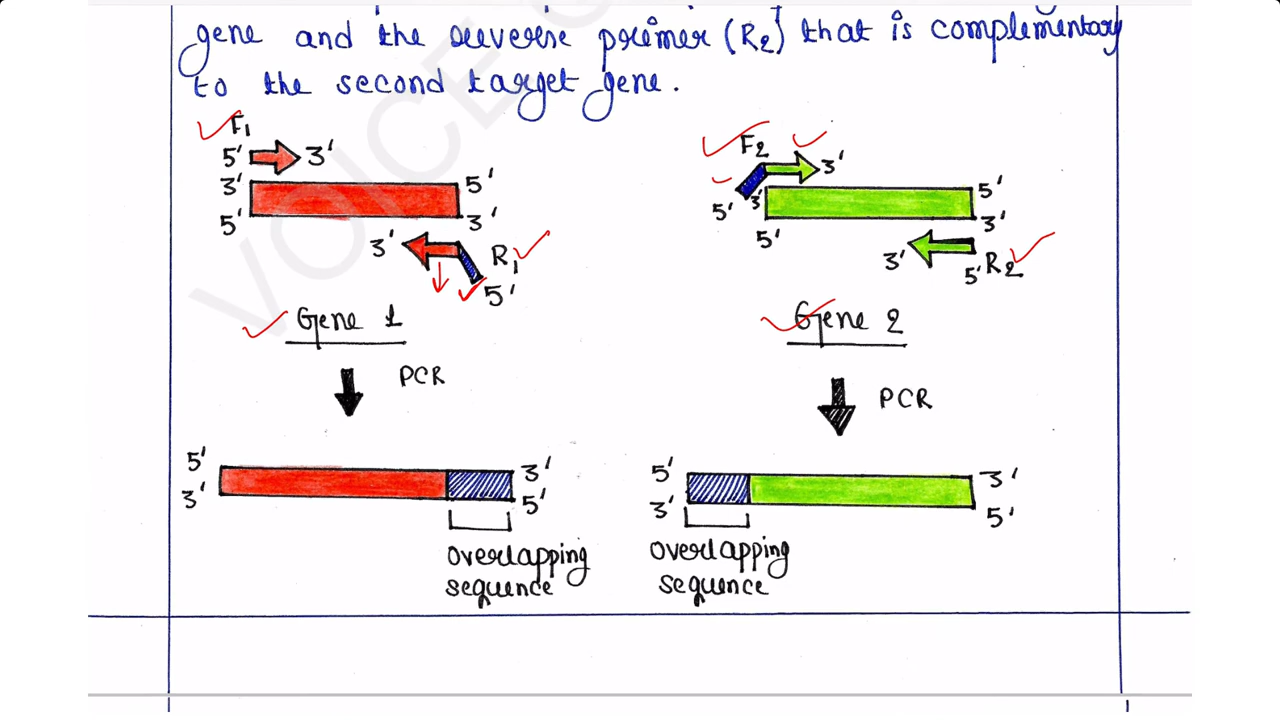 gene and the reverse primer (R2) that is complementary
to the second target gene.
F1
5' 3'
3' 5'
5' 3'
3' R1
5'
Gene 1
PCR
5' 3'
3' 5'
overlapping
sequence
F2
3'
5' 3' 5'
5' 3'
3' 5' R2
Gene 2
PCR
5' 3'
3' 5'
overlapping
sequence
VOICE